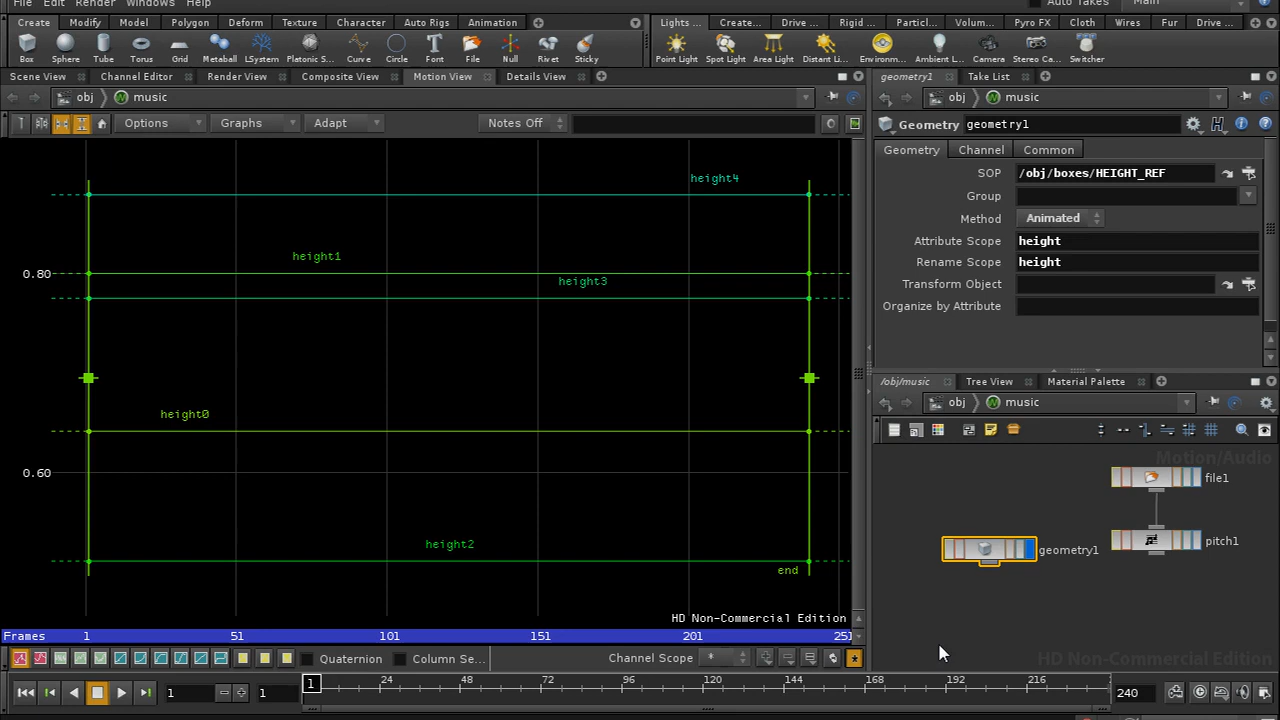 File Edit Render Windows Help Auto Takes Main
Create Modify Model Polygon Deform Texture Character Auto Rigs Animation
Lights... Create... Drive ... Rigid ... Particl... Volum... Pyro FX Cloth Wires Fur Drive ...
Box Sphere Tube Torus Grid Metaball LSystem Platonic S... Curve Circle Font File Null Rivet Sticky
Point Light Spot Light Area Light Distant Li... Environm... Ambient L... Camera Stereo Ca... Switcher
Scene View Channel Editor Render View Composite View Motion View Details View
geometry1 Take List
obj music
obj music
Options Graphs Adapt Notes Off
Geometry geometry1
Geometry Channel Common
SOP /obj/boxes/HEIGHT_REF
Group
Method Animated
Attribute Scope height
Rename Scope height
Transform Object
Organize by Attribute
height4
height1
0.80
height3
height0
0.60
height2
end
HD Non-Commercial Edition
Frames 1 51 101 151 201 251
/obj/music Tree View Material Palette
obj music
Motion/Audio
file1
pitch1
geometry1
HD Non-Commercial Edition
Quaternion Column Se... Channel Scope *
1 1 1 24 48 72 96 120 144 168 192 216 240